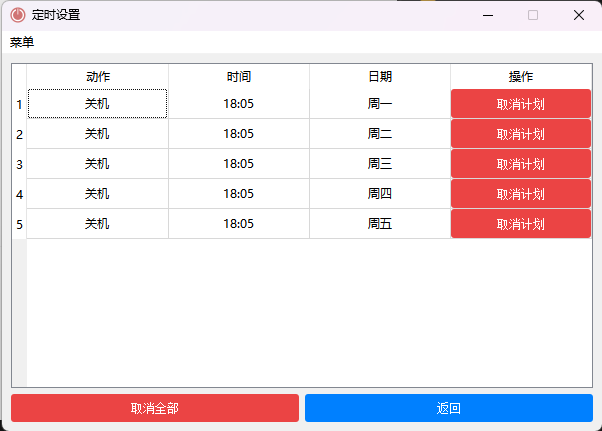 定时设置
菜单
动作 时间 日期 操作
1 关机 18:05 周一 取消计划
2 关机 18:05 周二 取消计划
3 关机 18:05 周三 取消计划
4 关机 18:05 周四 取消计划
5 关机 18:05 周五 取消计划
取消全部 返回